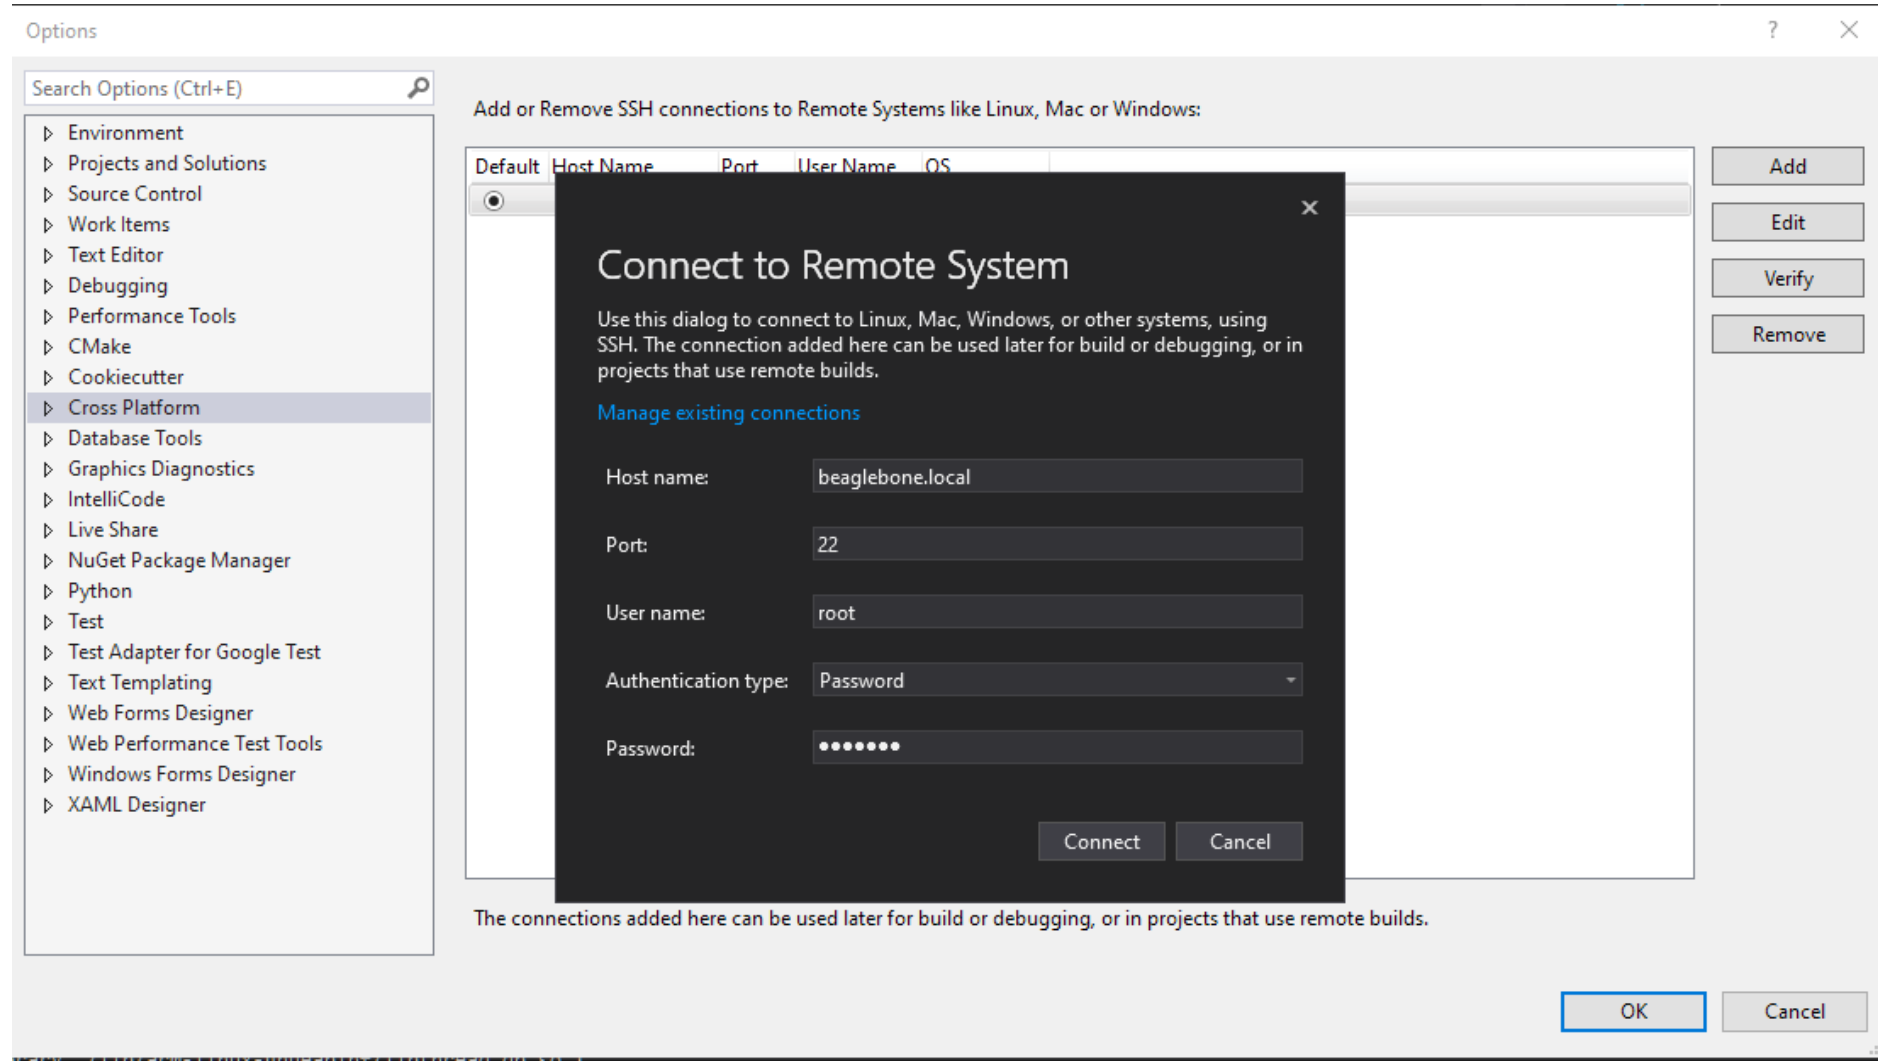 Options
?
Search Options (Ctrl+E)
Environment
Projects and Solutions
Source Control
Work Items
Text Editor
Debugging
Performance Tools
CMake
Cookiecutter
Cross Platform
Database Tools
Graphics Diagnostics
IntelliCode
Live Share
NuGet Package Manager
Python
Test
Test Adapter for Google Test
Text Templating
Web Forms Designer
Web Performance Test Tools
Windows Forms Designer
XAML Designer
Add or Remove SSH connections to Remote Systems like Linux, Mac or Windows:
Default Host Name Port User Name OS
Add
Edit
Verify
Remove
Connect to Remote System
Use this dialog to connect to Linux, Mac, Windows, or other systems, using
SSH. The connection added here can be used later for build or debugging, or in
projects that use remote builds.
Manage existing connections
Host name: beaglebone.local
Port: 22
User name: root
Authentication type: Password
Password: •••••••
Connect Cancel
The connections added here can be used later for build or debugging, or in projects that use remote builds.
OK Cancel